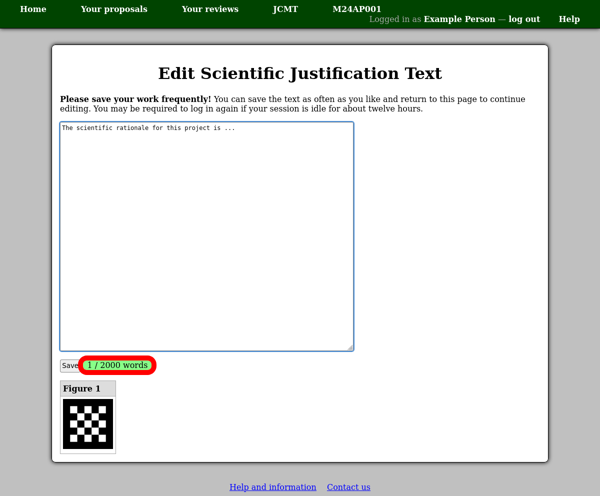 Home Your proposals Your reviews JCMT M24AP001
Logged in as Example Person — log out Help
Edit Scientific Justification Text
Please save your work frequently! You can save the text as often as you like and return to this page to continue
editing. You may be required to log in again if your session is idle for about twelve hours.
The scientific rationale for this project is ...
Save 1 / 2000 words
Figure 1
Help and information Contact us